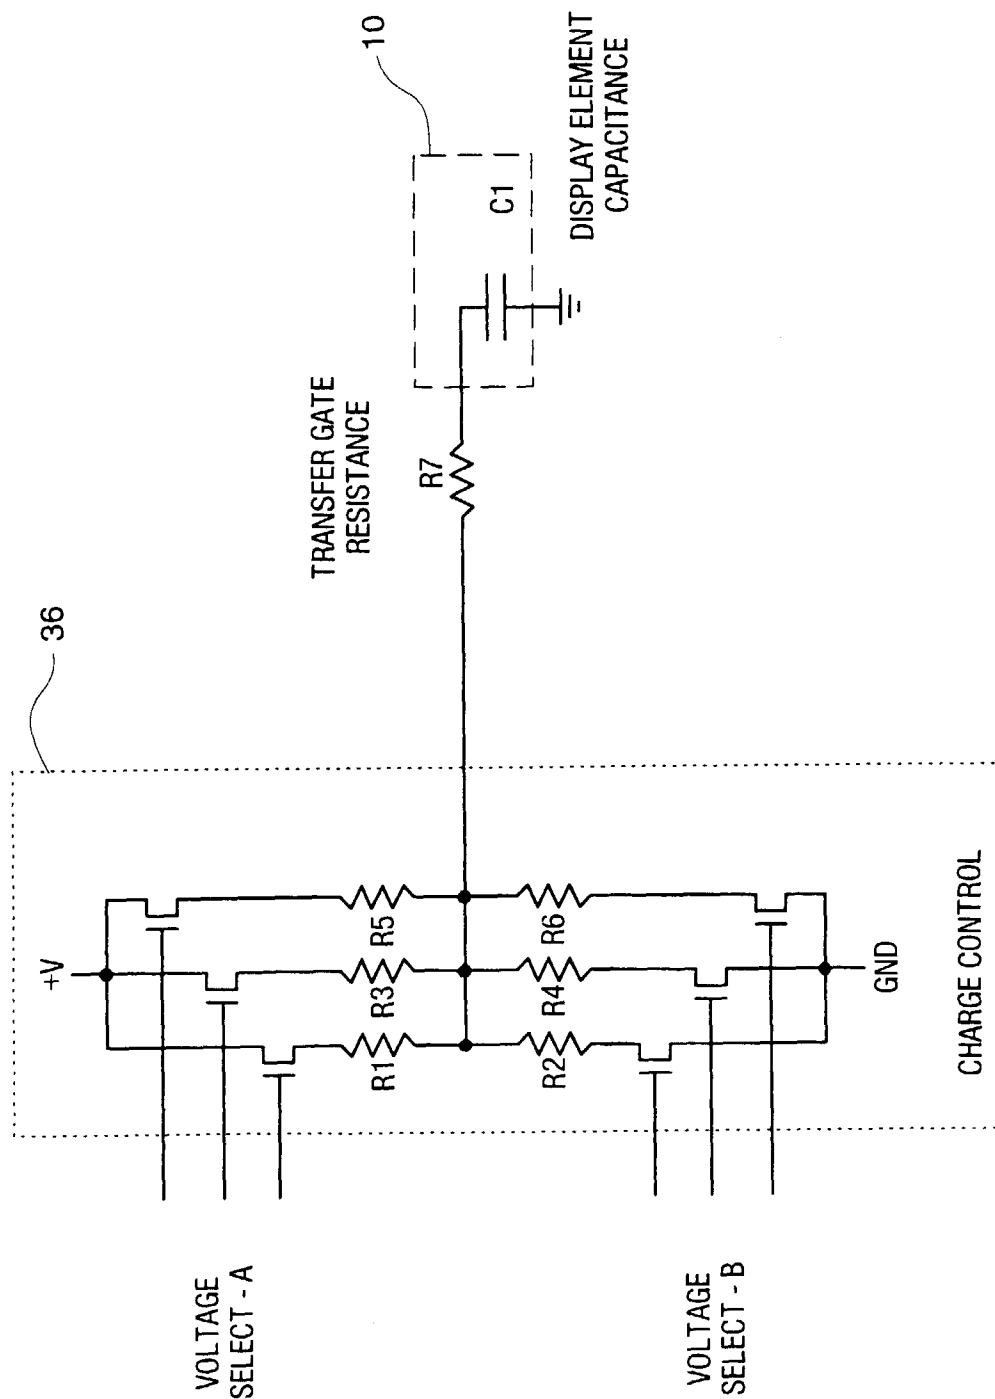 36
+V
VOLTAGE
SELECT - A
R1
R3
R5
R2
R4
R6
VOLTAGE
SELECT - B
GND
CHARGE CONTROL
TRANSFER GATE
RESISTANCE
R7
10
C1
DISPLAY ELEMENT
CAPACITANCE